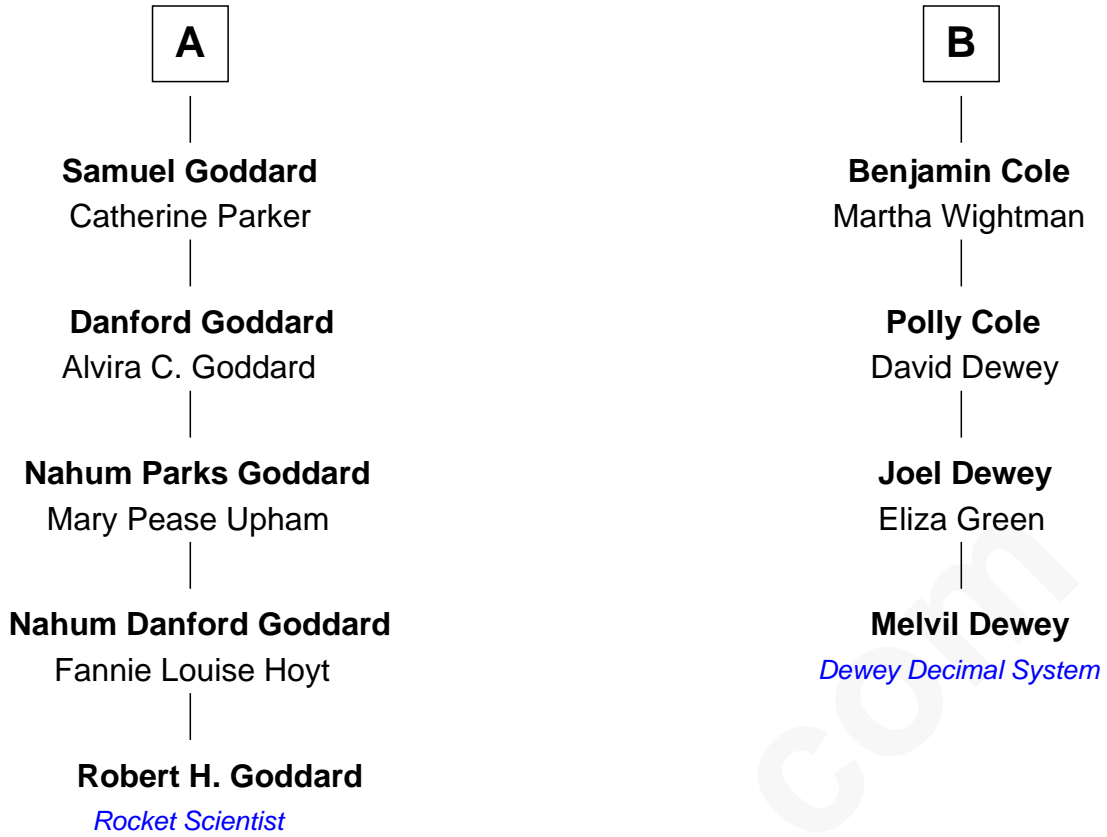 A
Samuel Goddard
Catherine Parker
Danford Goddard
Alvira C. Goddard
Nahum Parks Goddard
Mary Pease Upham
Nahum Danford Goddard
Fannie Louise Hoyt
Robert H. Goddard
Rocket Scientist
B
Benjamin Cole
Martha Wightman
Polly Cole
David Dewey
Joel Dewey
Eliza Green
Melvil Dewey
Dewey Decimal System
com